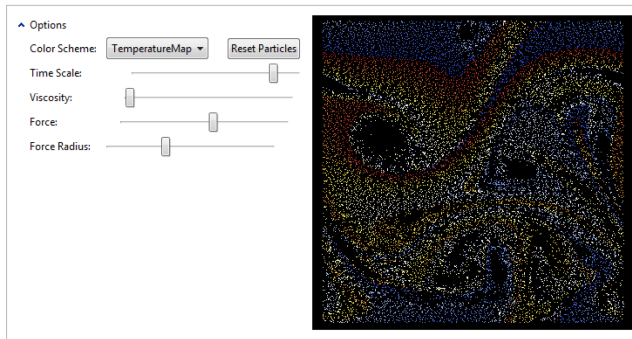 Options
Color Scheme: TemperatureMap Reset Particles
Time Scale:
Viscosity:
Force:
Force Radius: